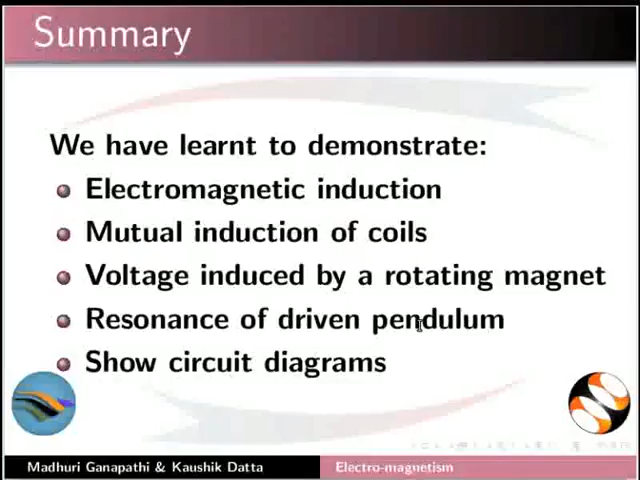 Summary
We have learnt to demonstrate:
Electromagnetic induction
Mutual induction of coils
Voltage induced by a rotating magnet
Resonance of driven pendulum
Show circuit diagrams
Madhuri Ganapathi & Kaushik Datta
Electro-magnetism